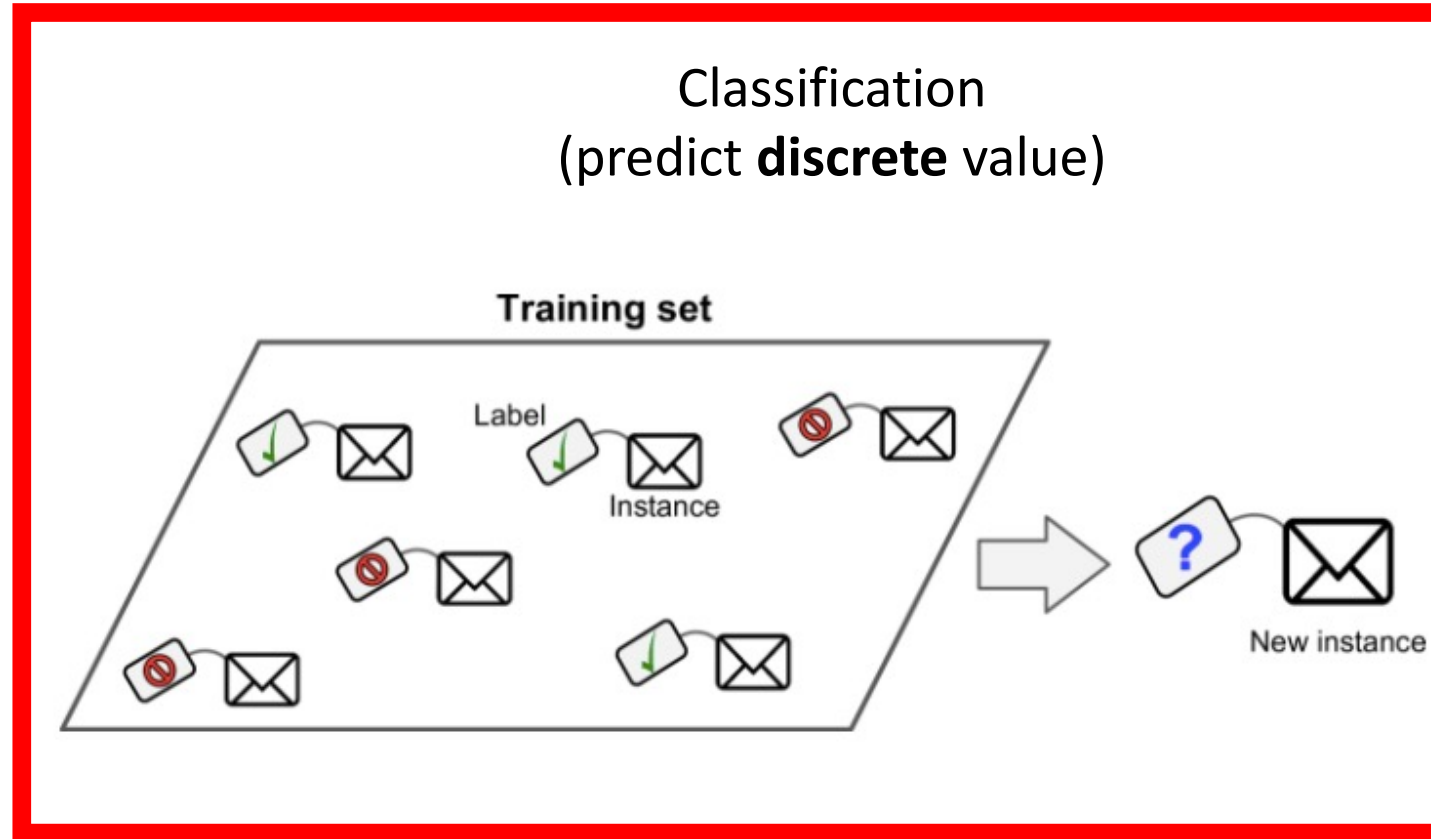 Classification
(predict discrete value)
Training set
Label
Instance
?
New instance